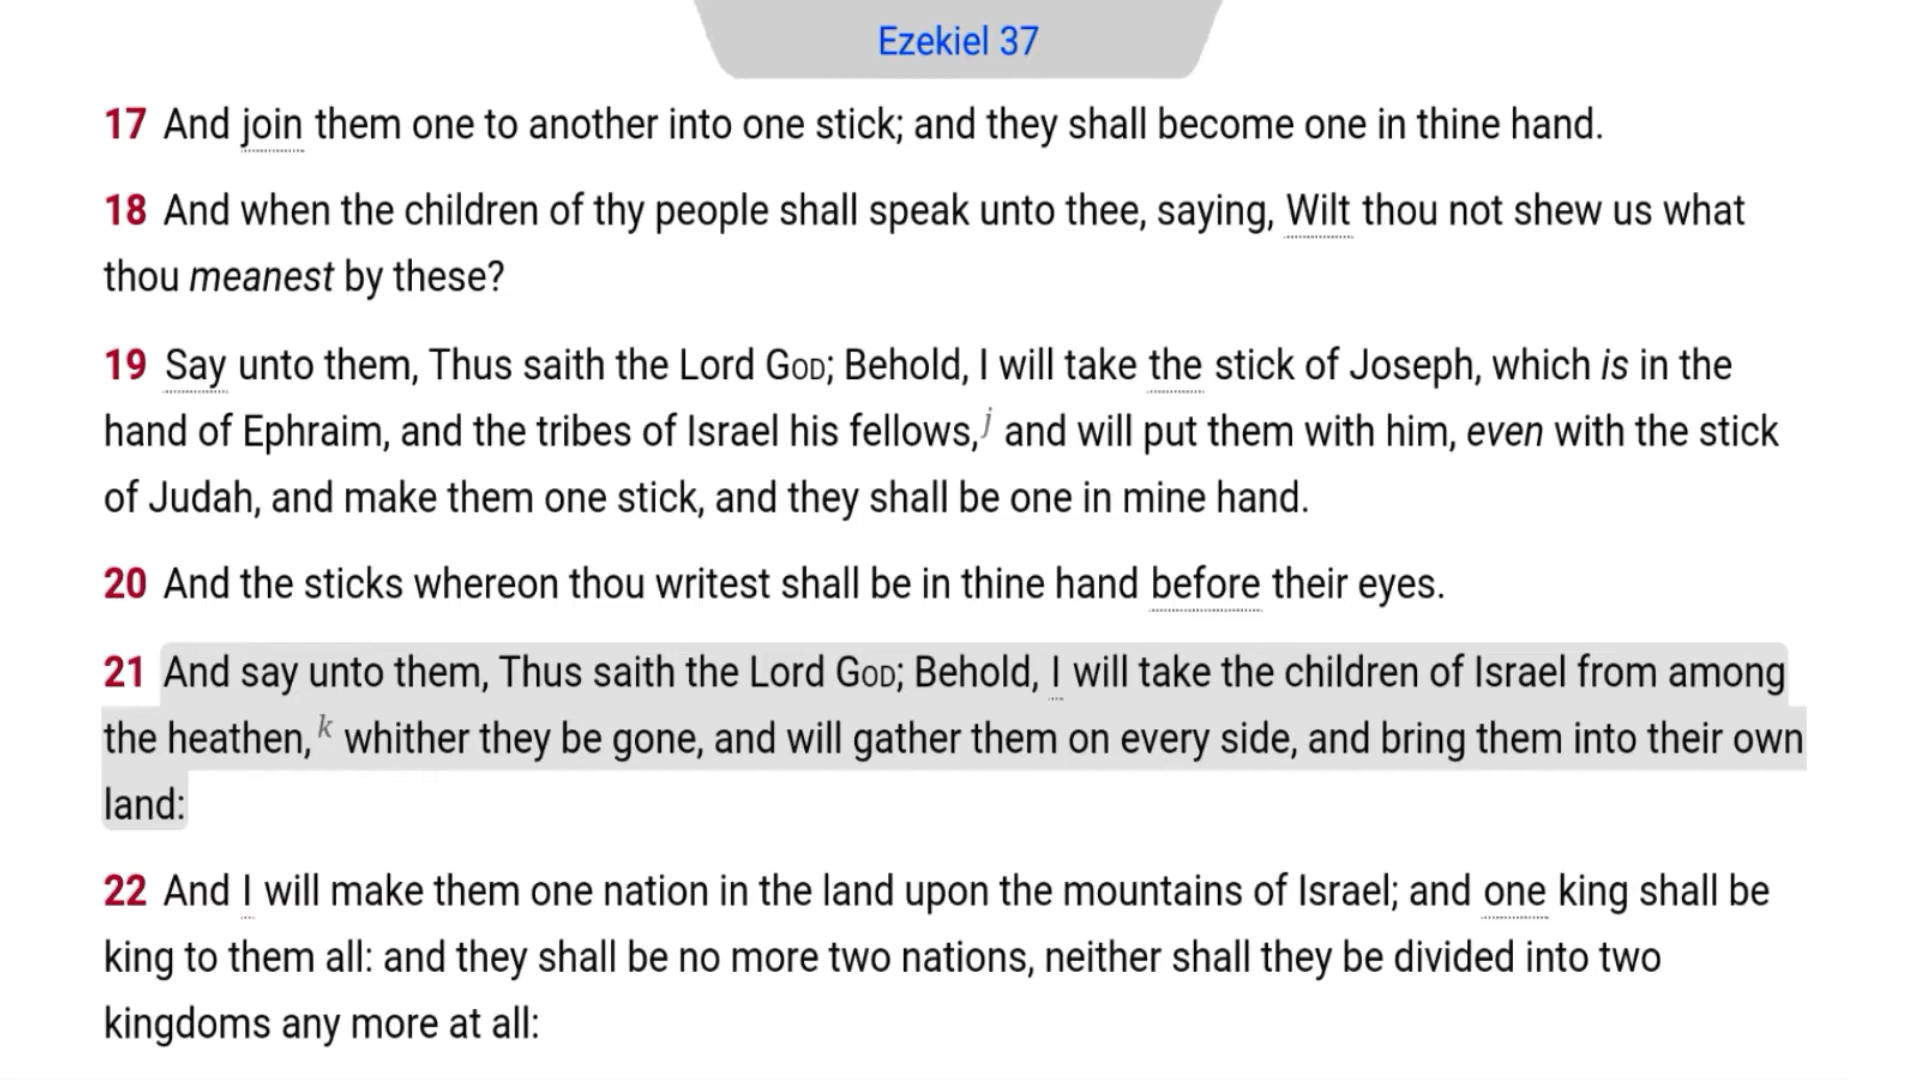 Ezekiel 37
17 And join them one to another into one stick; and they shall become one in thine hand.
18 And when the children of thy people shall speak unto thee, saying, Wilt thou not shew us what
thou meanest by these?
19 Say unto them, Thus saith the Lord GOD; Behold, I will take the stick of Joseph, which is in the
hand of Ephraim, and the tribes of Israel his fellows, j and will put them with him, even with the stick
of Judah, and make them one stick, and they shall be one in mine hand.
20 And the sticks whereon thou writest shall be in thine hand before their eyes.
21 And say unto them, Thus saith the Lord GOD; Behold, I will take the children of Israel from among
the heathen, k whither they be gone, and will gather them on every side, and bring them into their own
land:
22 And I will make them one nation in the land upon the mountains of Israel; and one king shall be
king to them all: and they shall be no more two nations, neither shall they be divided into two
kingdoms any more at all: